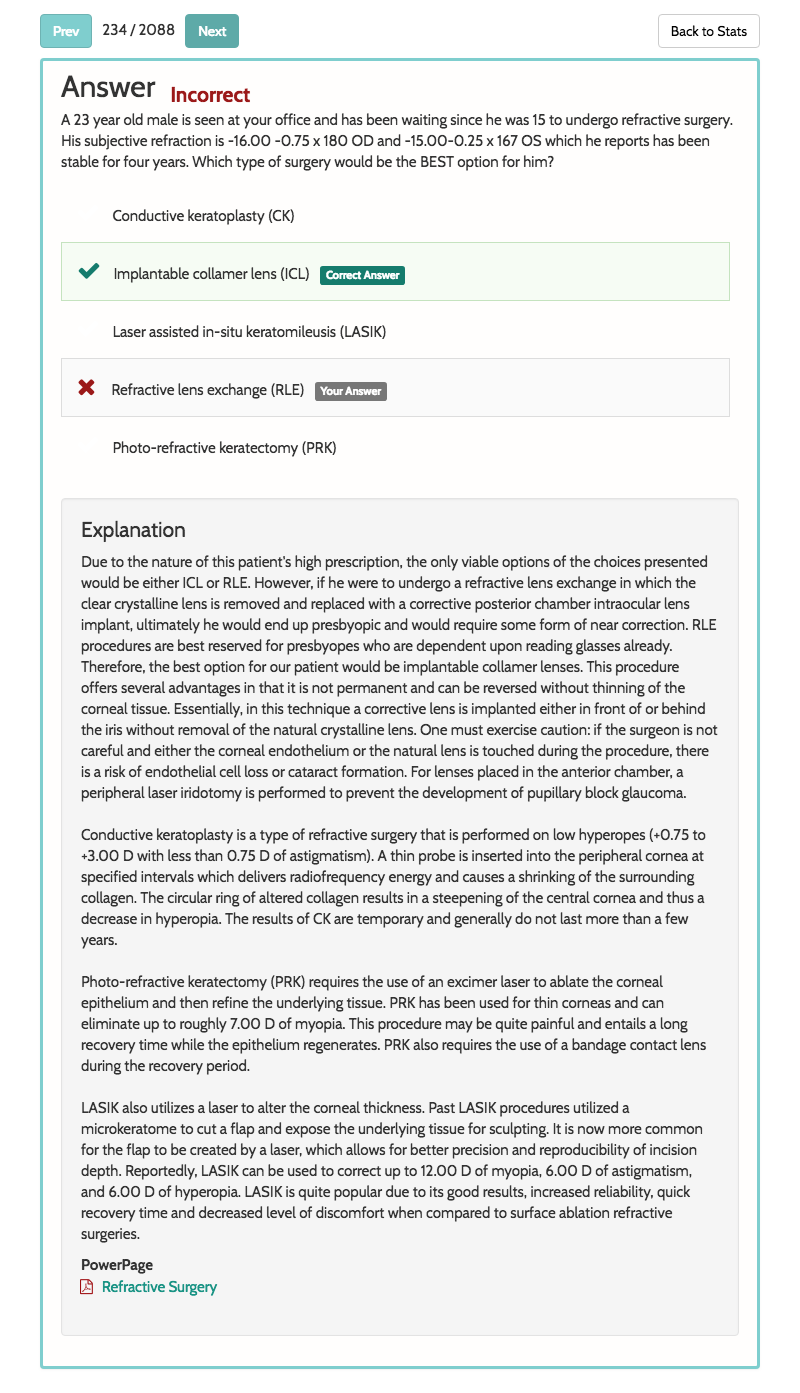 Prev 234 / 2088 Next Back to Stats
Answer Incorrect
A 23 year old male is seen at your office and has been waiting since he was 15 to undergo refractive surgery.
His subjective refraction is -16.00 -0.75 x 180 OD and -15.00-0.25 x 167 OS which he reports has been
stable for four years. Which type of surgery would be the BEST option for him?
Conductive keratoplasty (CK)
Implantable collamer lens (ICL) Correct Answer
Laser assisted in-situ keratomileusis (LASIK)
Refractive lens exchange (RLE) Your Answer
Photo-refractive keratectomy (PRK)
Explanation
Due to the nature of this patient's high prescription, the only viable options of the choices presented
would be either ICL or RLE. However, if he were to undergo a refractive lens exchange in which the
clear crystalline lens is removed and replaced with a corrective posterior chamber intraocular lens
implant, ultimately he would end up presbyopic and would require some form of near correction. RLE
procedures are best reserved for presbyopes who are dependent upon reading glasses already.
Therefore, the best option for our patient would be implantable collamer lenses. This procedure
offers several advantages in that it is not permanent and can be reversed without thinning of the
corneal tissue. Essentially, in this technique a corrective lens is implanted either in front of or behind
the iris without removal of the natural crystalline lens. One must exercise caution: if the surgeon is not
careful and either the corneal endothelium or the natural lens is touched during the procedure, there
is a risk of endothelial cell loss or cataract formation. For lenses placed in the anterior chamber, a
peripheral laser iridotomy is performed to prevent the development of pupillary block glaucoma.
Conductive keratoplasty is a type of refractive surgery that is performed on low hyperopes (+0.75 to
+3.00 D with less than 0.75 D of astigmatism). A thin probe is inserted into the peripheral cornea at
specified intervals which delivers radiofrequency energy and causes a shrinking of the surrounding
collagen. The circular ring of altered collagen results in a steepening of the central cornea and thus a
decrease in hyperopia. The results of CK are temporary and generally do not last more than a few
years.
Photo-refractive keratectomy (PRK) requires the use of an excimer laser to ablate the corneal
epithelium and then refine the underlying tissue. PRK has been used for thin corneas and can
eliminate up to roughly 7.00 D of myopia. This procedure may be quite painful and entails a long
recovery time while the epithelium regenerates. PRK also requires the use of a bandage contact lens
during the recovery period.
LASIK also utilizes a laser to alter the corneal thickness. Past LASIK procedures utilized a
microkeratome to cut a flap and expose the underlying tissue for sculpting. It is now more common
for the flap to be created by a laser, which allows for better precision and reproducibility of incision
depth. Reportedly, LASIK can be used to correct up to 12.00 D of myopia, 6.00 D of astigmatism,
and 6.00 D of hyperopia. LASIK is quite popular due to its good results, increased reliability, quick
recovery time and decreased level of discomfort when compared to surface ablation refractive
surgeries.
PowerPage
Refractive Surgery